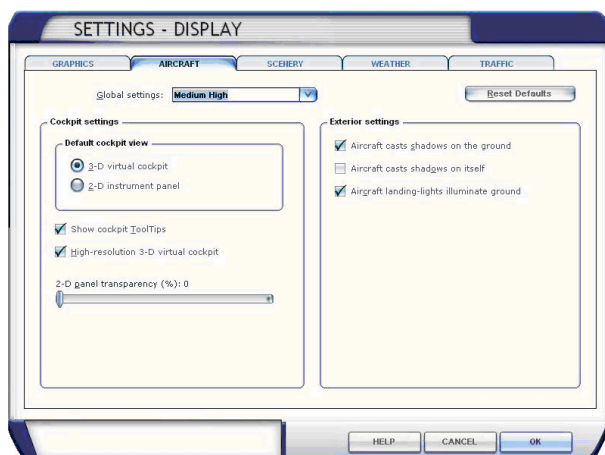 SETTINGS - DISPLAY
GRAPHICS AIRCRAFT SCENERY WEATHER TRAFFIC
Global settings: Medium High Reset Defaults
Cockpit settings
Default cockpit view
3-D virtual cockpit
2-D instrument panel
Show cockpit ToolTips
High-resolution 3-D virtual cockpit
2-D panel transparency (%): 0
Exterior settings
Aircraft casts shadows on the ground
Aircraft casts shadows on itself
Aircraft landing-lights illuminate ground
HELP CANCEL OK